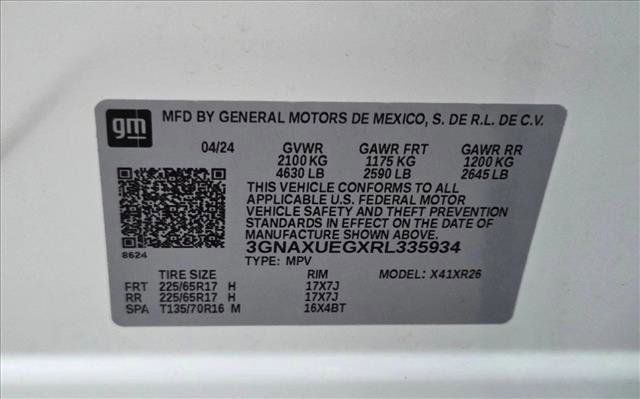 gm
MFD BY GENERAL MOTORS DE MEXICO, S. DE R.L. DE C.V.
04/24 GVWR GAWR FRT GAWR RR
2100 KG 1175 KG 1200 KG
4630 LB 2590 LB 2645 LB
THIS VEHICLE CONFORMS TO ALL
APPLICABLE U.S. FEDERAL MOTOR
VEHICLE SAFETY AND THEFT PREVENTION
STANDARDS IN EFFECT ON THE DATE OF
MANUFACTURE SHOWN ABOVE.
3GNAXUEGXRL335934
8624
TYPE: MPV
TIRE SIZE RIM MODEL: X41XR26
FRT 225/65R17 H 17X7J
RR 225/65R17 H 17X7J
SPA T135/70R16 M 16X4BT